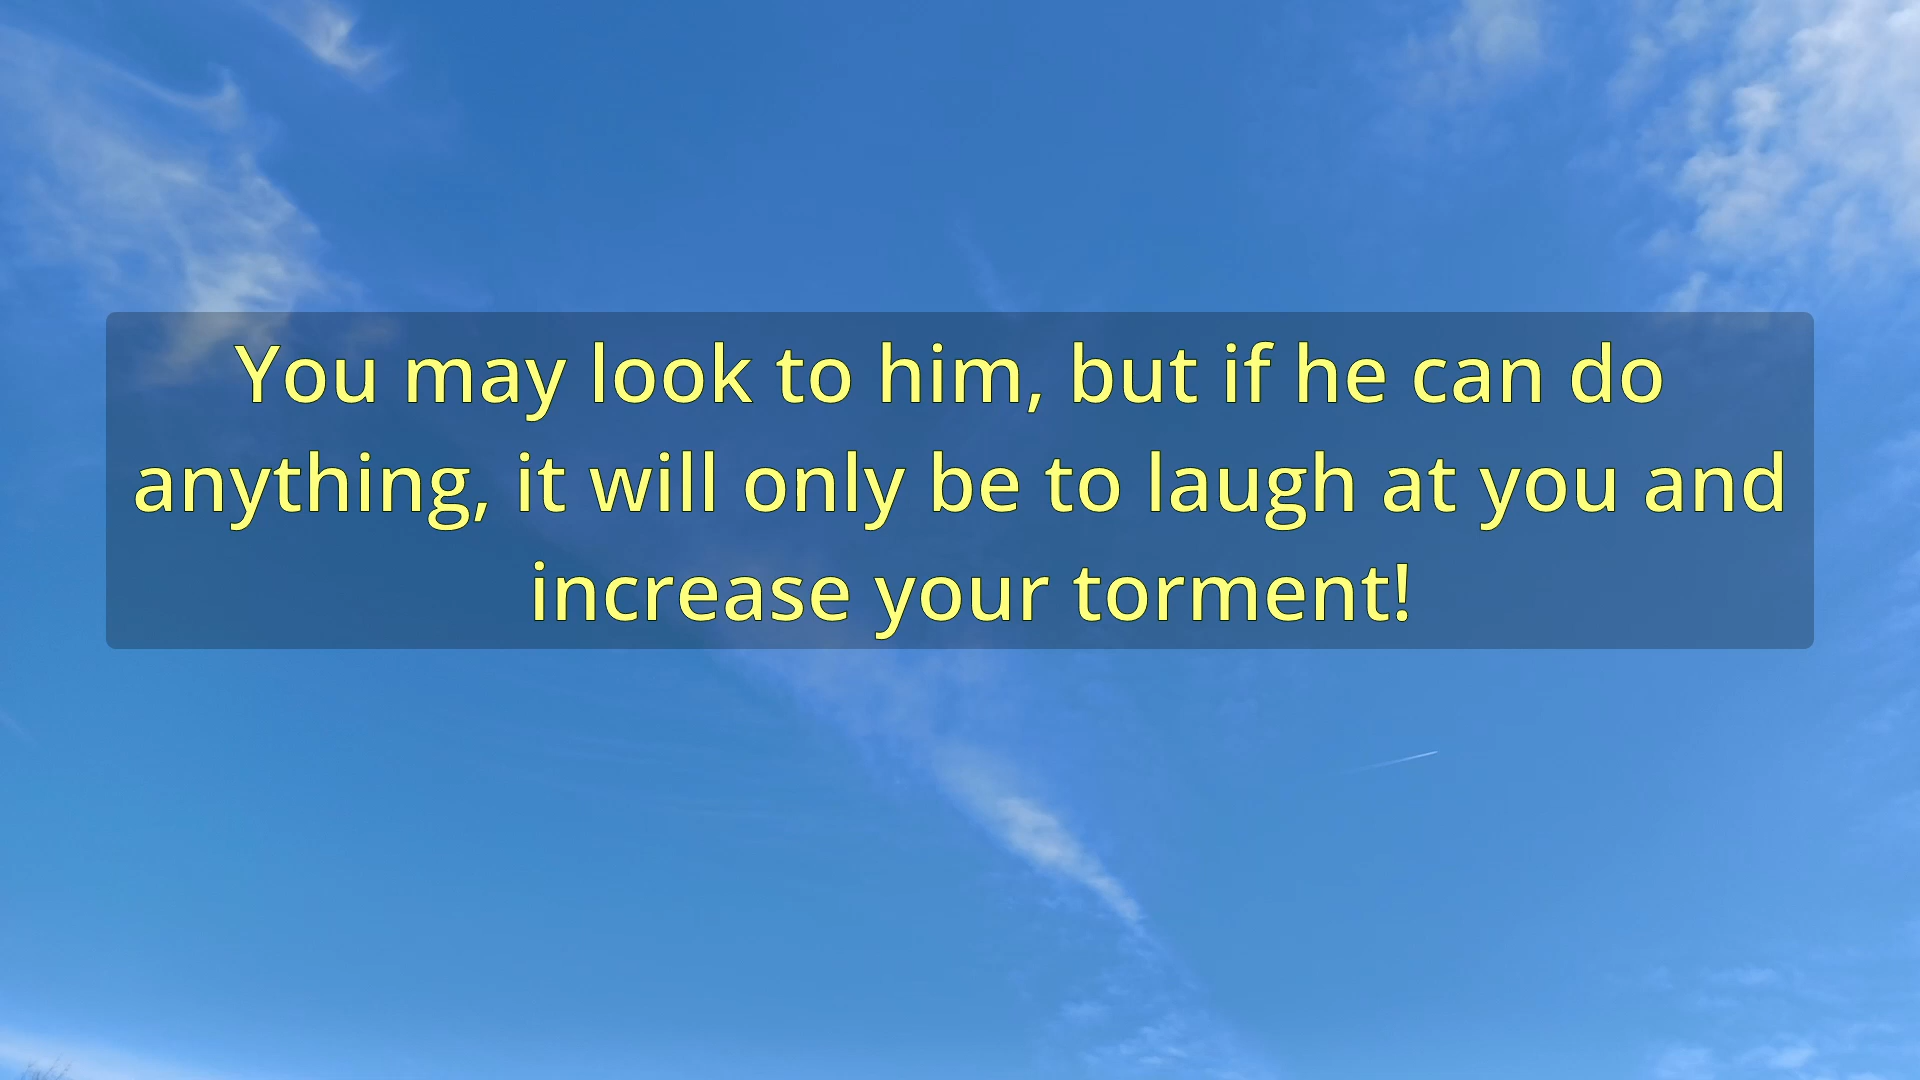 You may look to him, but if he can do
anything, it will only be to laugh at you and
increase your torment!